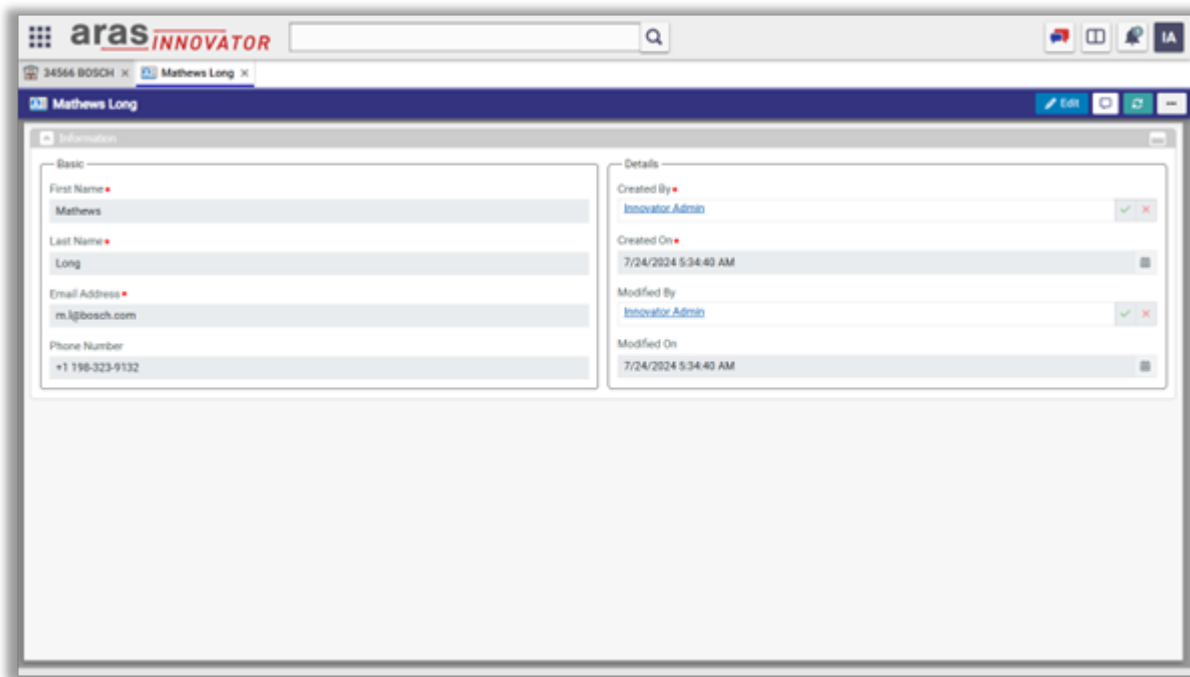 aras INNOVATOR
IA
34566 BOSCH × Mathews Long ×
Mathews Long
Edit
Information
Basic
First Name
Mathews
Last Name
Long
Email Address
m.l@bosch.com
Phone Number
+1 198-323-9132
Details
Created By
Innovator Admin
Created On
7/24/2024 5:34:40 AM
Modified By
Innovator Admin
Modified On
7/24/2024 5:34:40 AM